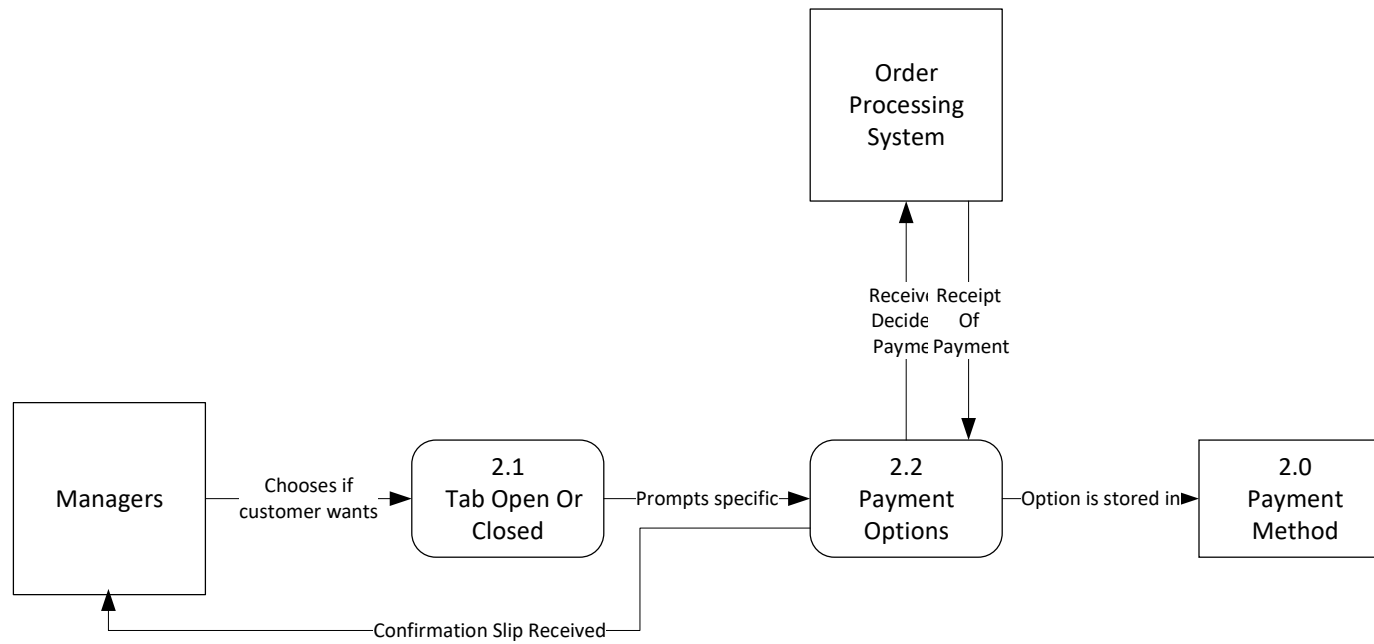 Order
Processing
System
Receipt
Of
Payment
Managers
Chooses if
customer wants
2.1
Tab Open Or
Closed
Prompts specific
2.2
Payment
Options
Option is stored in
2.0
Payment
Method
Confirmation Slip Received